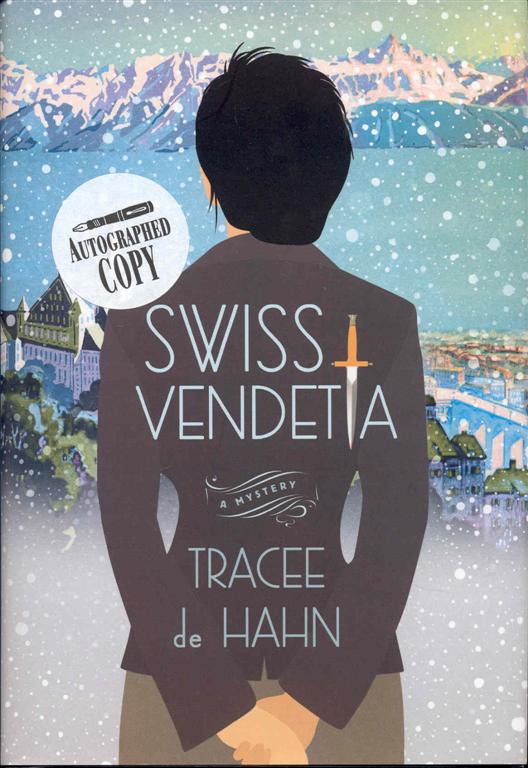 AUTOGRAPHED
COPY
SWISS
VENDETTA
A MYSTERY
TRACEE
de HAHN